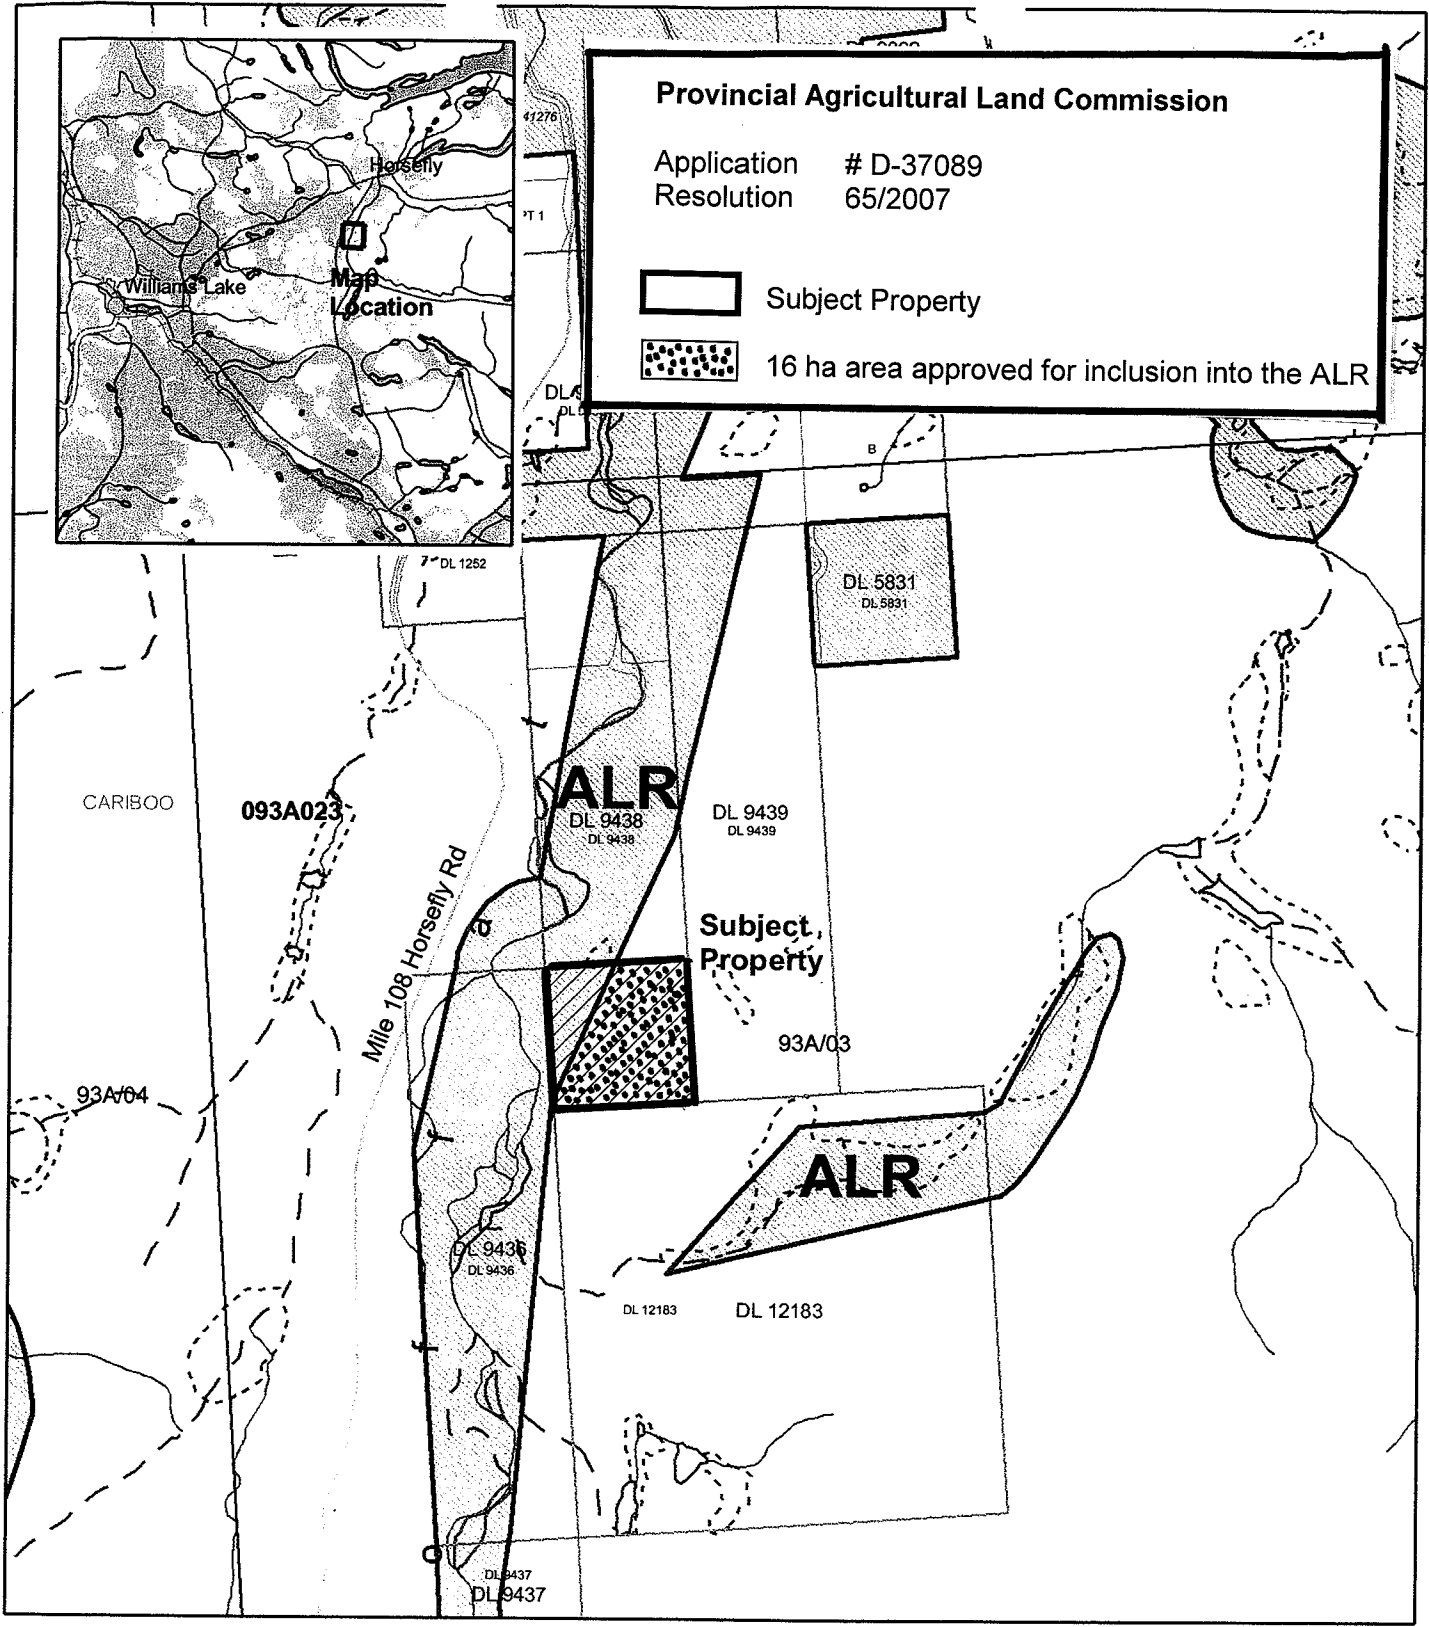 Provincial Agricultural Land Commission
Application # D-37089
Resolution 65/2007
Subject Property
16 ha area approved for inclusion into the ALR
Horsefly
Williams Lake
Map
Location
41276
PT 1
B
DL 1252
DL 5831
DL 5831
ALR
DL 9438
DL 9438
DL 9439
DL 9439
CARIBOO
093A023
Mile 108 Horsefly Rd
Subject
Property
93A/03
93A/04
ALR
DL 9436
DL 9436
DL 12183
DL 12183
DL 9437
DL 9437